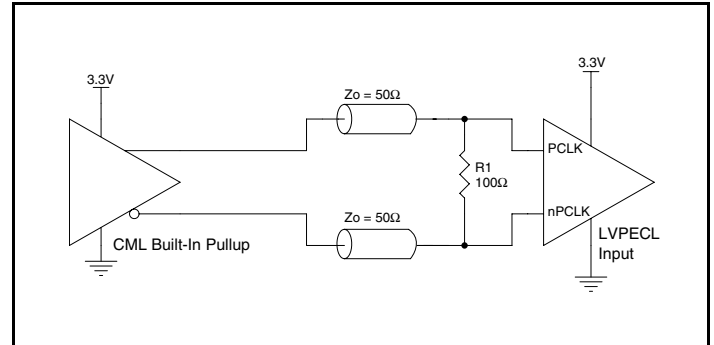 3.3V
3.3V
Zo = 50Ω
PCLK
R1
100Ω
Zo = 50Ω
nPCLK
CML Built-In Pullup
LVPECL
Input